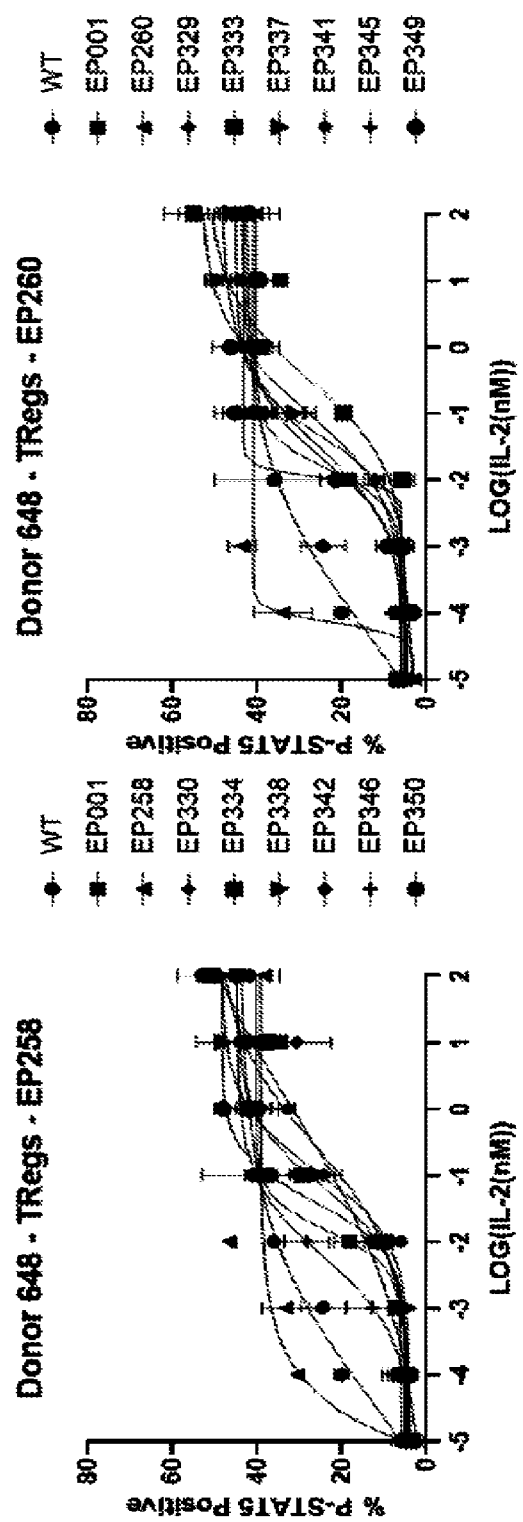 Donor 648 - TRegs - EP258
% P-STAT5 Positive
80
60
40
20
0
-5
-4
-3
-2
-1
0
1
2
LOG(IL-2(nM))
WT
EP001
EP258
EP330
EP334
EP338
EP342
EP346
EP350
Donor 648 - TRegs - EP260
% P-STAT5 Positive
80
60
40
20
0
-5
-4
-3
-2
-1
0
1
2
LOG(IL-2(nM))
WT
EP001
EP260
EP329
EP333
EP337
EP341
EP345
EP349